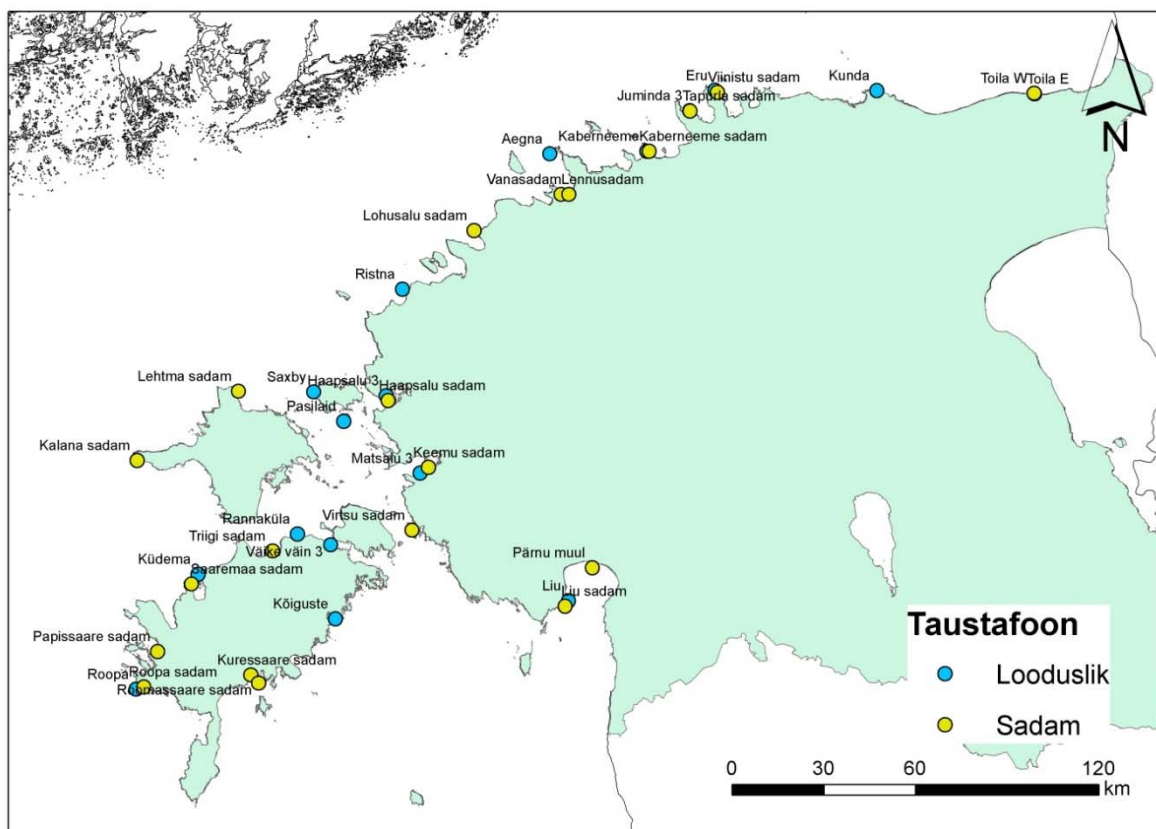 Eru
Viinistu sadam
Kunda
Toila W
Toila E
Juminda 3
Tapurla sadam
N
Aegna
Kaberneeme
Kaberneeme sadam
Vanasadam
Lennusadam
Lohusalu sadam
Ristna
Lehtma sadam
Saxby
Haapsalu 3
Haapsalu sadam
Pasilaid
Kalana sadam
Matsalu 3
Keemu sadam
Rannaküla
Virtsu sadam
Triigi sadam
Väike väin 3
Küdema
Saaremaa sadam
Pärnu muul
Liu
Liu sadam
Kõiguste
Papissaare sadam
Kuressaare sadam
Roopa
Roopa sadam
Roomassaare sadam
Taustafoon
Looduslik
Sadam
0 30 60 120
km